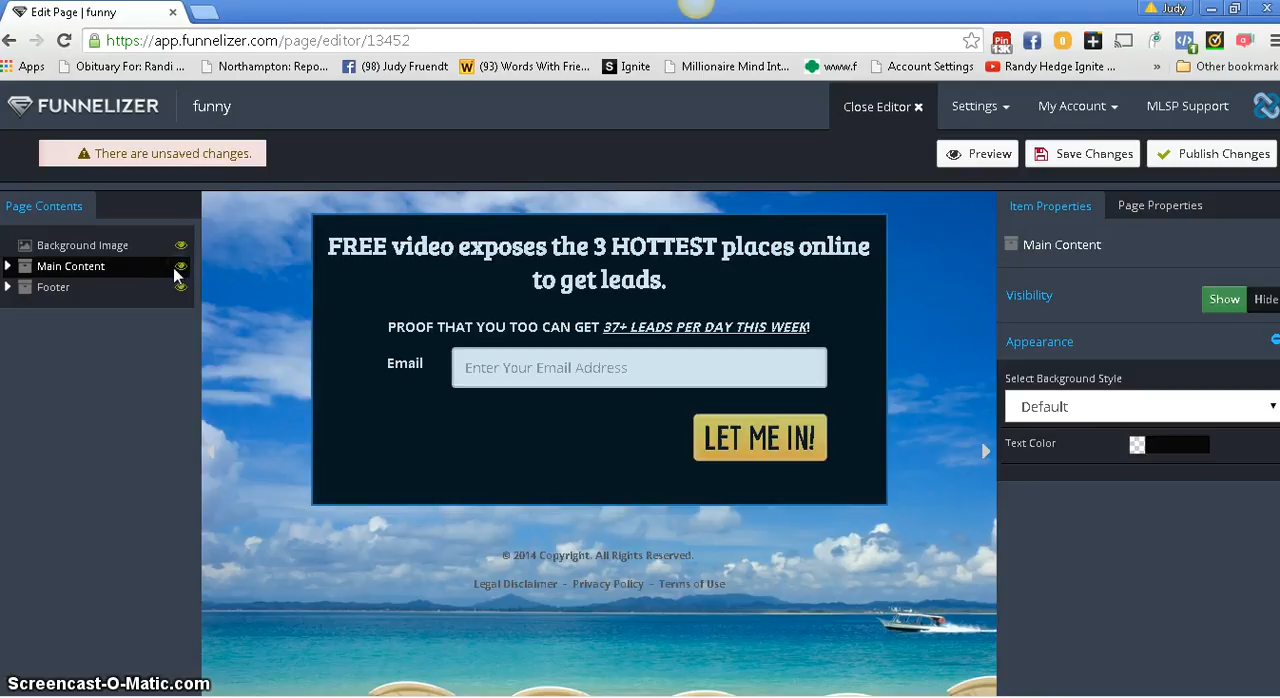 Edit Page | funny
Judy
https://app.funnelizer.com/page/editor/13452
Apps
Obituary For: Randi ...
Northampton:epo...
(98) Judy Fruendt
(93) Words With Frie...
Ignite
Millionaire Mind Int...
www.f
Account Settings
Randy Hedge Ignite ...
»
Other bookmark
FUNNELIZER
funny
Close Editor ✖
Settings
My Account
MLSP Support
There are unsaved changes.
Preview
Save Changes
Publish Changes
Page Contents
Background Image
Main Content
Footer
FREE video exposes the 3 HOTTEST places online
to get leads.
PROOF THAT YOU TOO CAN GET 37+ LEADS PER DAY THIS WEEK!
Email
Enter Your Email Address
LET ME IN!
© 2014 Copyright. All Rights Reserved.
Legal Disclaimer - Privacy Policy - Terms of Use
Item Properties
Page Properties
Main Content
Visibility
Show
Hide
Appearance
Select Background Style
Default
Text Color
Screencast-O-Matic.com